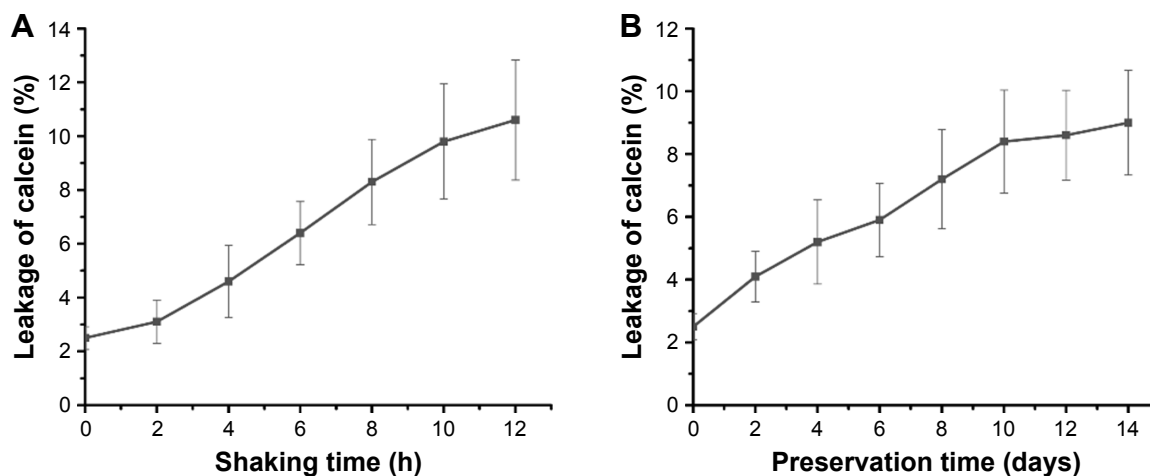 A
Leakage of calcein (%)
14
12
10
8
6
4
2
0
0 2 4 6 8 10 12
Shaking time (h)
B
Leakage of calcein (%)
12
10
8
6
4
2
0
0 2 4 6 8 10 12 14
Preservation time (days)